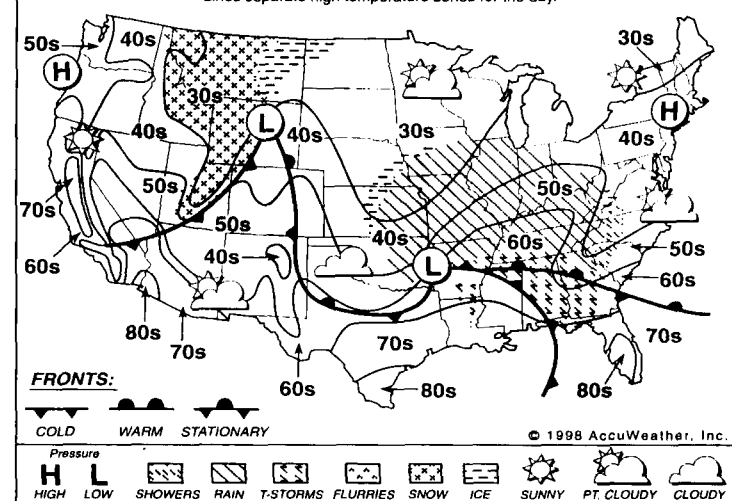 Lines separate high temperature zones for the day.
50s
40s
30s
H
40s
30s
L
40s
30s
H
40s
50s
50s
70s
50s
40s
40s
60s
50s
60s
L
60s
80s
70s
60s
70s
80s
70s
80s
FRONTS:
COLD WARM STATIONARY
© 1998 AccuWeather, Inc.
Pressure
H L
HIGH LOW SHOWERS RAIN T-STORMS FLURRIES SNOW ICE SUNNY PT. CLOUDY CLOUDY